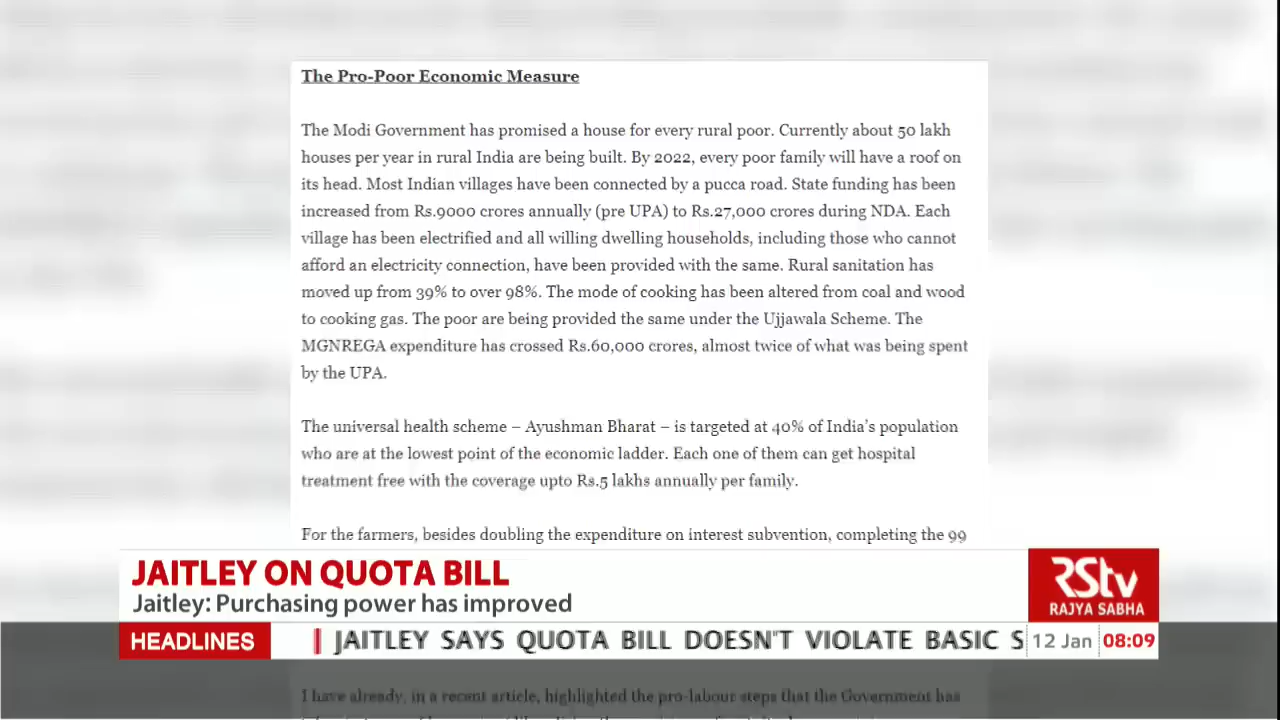 The Pro-Poor Economic Measure
The Modi Government has promised a house for every rural poor. Currently about 50 lakh
houses per year in rural India are being built. By 2022, every poor family will have a roof on
its head. Most Indian villages have been connected by a pucca road. State funding has been
increased from Rs.9000 crores annually (pre UPA) to Rs.27,000 crores during NDA. Each
village has been electrified and all willing dwelling households, including those who cannot
afford an electricity connection, have been provided with the same. Rural sanitation has
moved up from 39% to over 98%. The mode of cooking has been altered from coal and wood
to cooking gas. The poor are being provided the same under the Ujjawala Scheme. The
MGNREGA expenditure has crossed Rs.60,000 crores, almost twice of what was being spent
by the UPA.
The universal health scheme – Ayushman Bharat – is targeted at 40% of India's population
who are at the lowest point of the economic ladder. Each one of them can get hospital
treatment free with the coverage upto Rs.5 lakhs annually per family.
For the farmers, besides doubling the expenditure on interest subvention, completing the 99
JAITLEY ON QUOTA BILL
Jaitley: Purchasing power has improved
RStv
RAJYA SABHA
HEADLINES
JAITLEY SAYS QUOTA BILL DOESN'T VIOLATE BASIC S
12 Jan
08:09
I have already, in a recent article, highlighted the pro-labour steps that the Government has